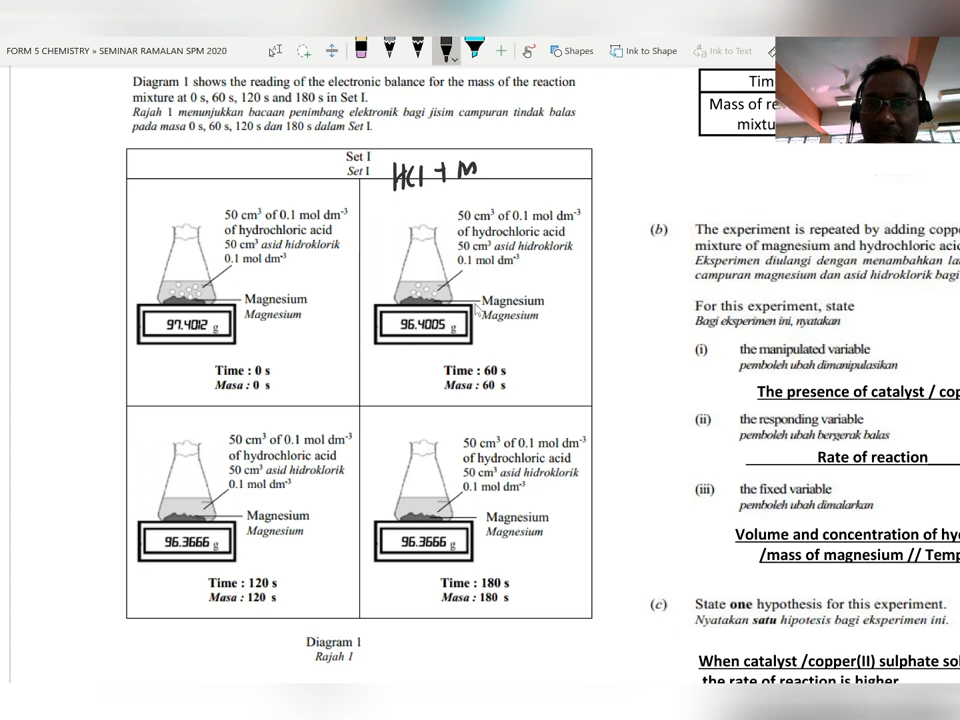 FORM 5 CHEMISTRY » SEMINAR RAMALAN SPM 2020
Shapes
Ink to Shape
Ink to Text
Diagram 1 shows the reading of the electronic balance for the mass of the reaction
mixture at 0 s, 60 s, 120 s and 180 s in Set I.
Rajah 1 menunjukkan bacaan penimbang elektronik bagi jisim campuran tindak balas
pada masa 0 s, 60 s, 120 s dan 180 s dalam Set I.
Set I
Set I
HCl + M
50 cm³ of 0.1 mol dm⁻³
of hydrochloric acid
50 cm³ asid hidroklorik
0.1 mol dm⁻³
Magnesium
Magnesium
97.4012 g
Time : 0 s
Masa : 0 s
50 cm³ of 0.1 mol dm⁻³
of hydrochloric acid
50 cm³ asid hidroklorik
0.1 mol dm⁻³
Magnesium
Magnesium
96.4005 g
Time : 60 s
Masa : 60 s
50 cm³ of 0.1 mol dm⁻³
of hydrochloric acid
50 cm³ asid hidroklorik
0.1 mol dm⁻³
Magnesium
Magnesium
96.3666 g
Time : 120 s
Masa : 120 s
50 cm³ of 0.1 mol dm⁻³
of hydrochloric acid
50 cm³ asid hidroklorik
0.1 mol dm⁻³
Magnesium
Magnesium
96.3666 g
Time : 180 s
Masa : 180 s
Diagram 1
Rajah 1
Tim
Mass of re
mixtu
(b) The experiment is repeated by adding coppe
mixture of magnesium and hydrochloric acid
Eksperimen diulangi dengan menambahkan la
campuran magnesium dan asid hidroklorik bagi
For this experiment, state
Bagi eksperimen ini, nyatakan
(i) the manipulated variable
pemboleh ubah dimanipulasikan
The presence of catalyst / cop
(ii) the responding variable
pemboleh ubah bergerak balas
Rate of reaction
(iii) the fixed variable
pemboleh ubah dimalarkan
Volume and concentration of hy
/mass of magnesium // Temp
(c) State one hypothesis for this experiment.
Nyatakan satu hipotesis bagi eksperimen ini.
When catalyst /copper(II) sulphate sol
the rate of reaction is higher